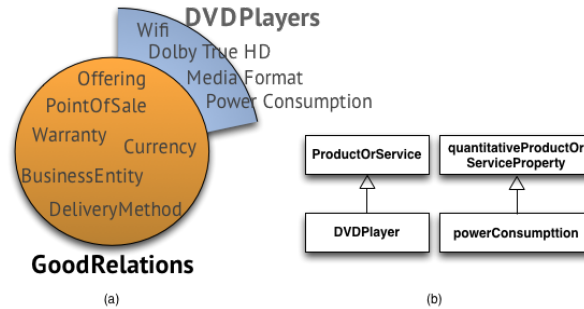 DVDPlayers
Wifi
Dolby True HD
Media Format
Power Consumption
Offering
PointOfSale
Warranty
Currency
BusinessEntity
DeliveryMethod
GoodRelations
(a)
ProductOrService
quantitativeProductOr
ServiceProperty
DVDPlayer
powerConsumpttion
(b)